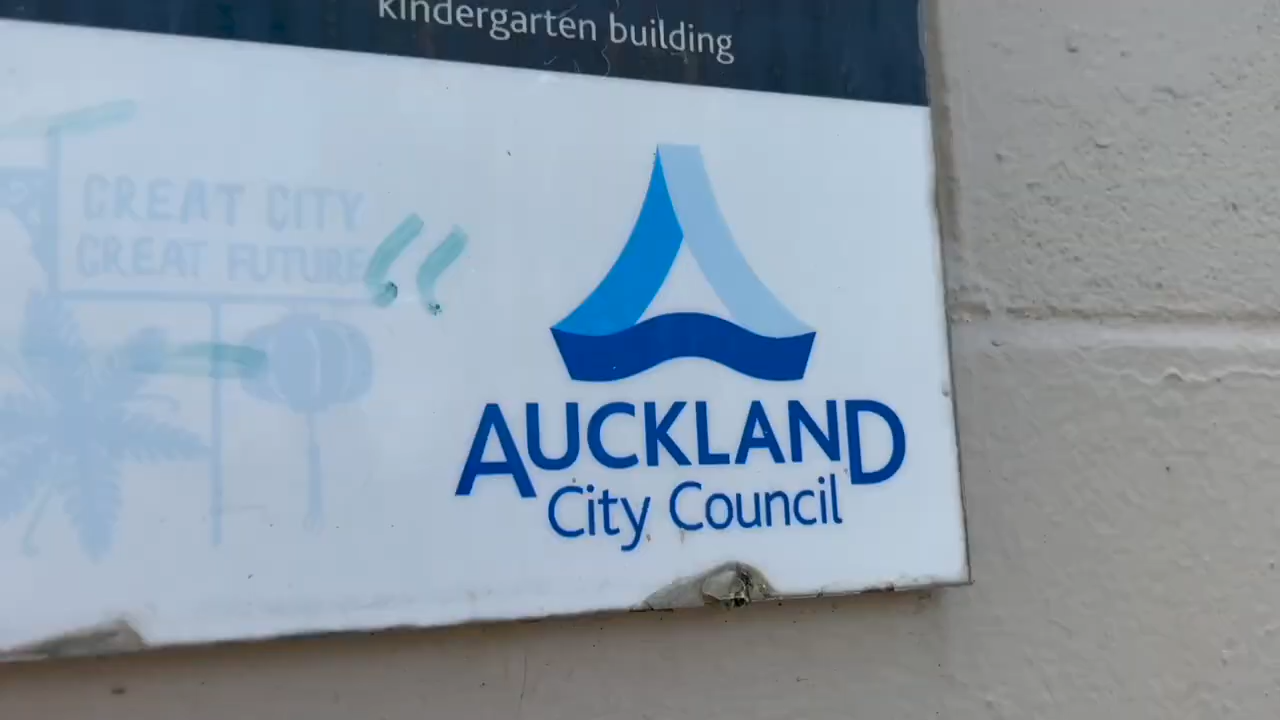 kindergarten building
GREAT CITY
GREAT FUTURE
AUCKLAND
City Council